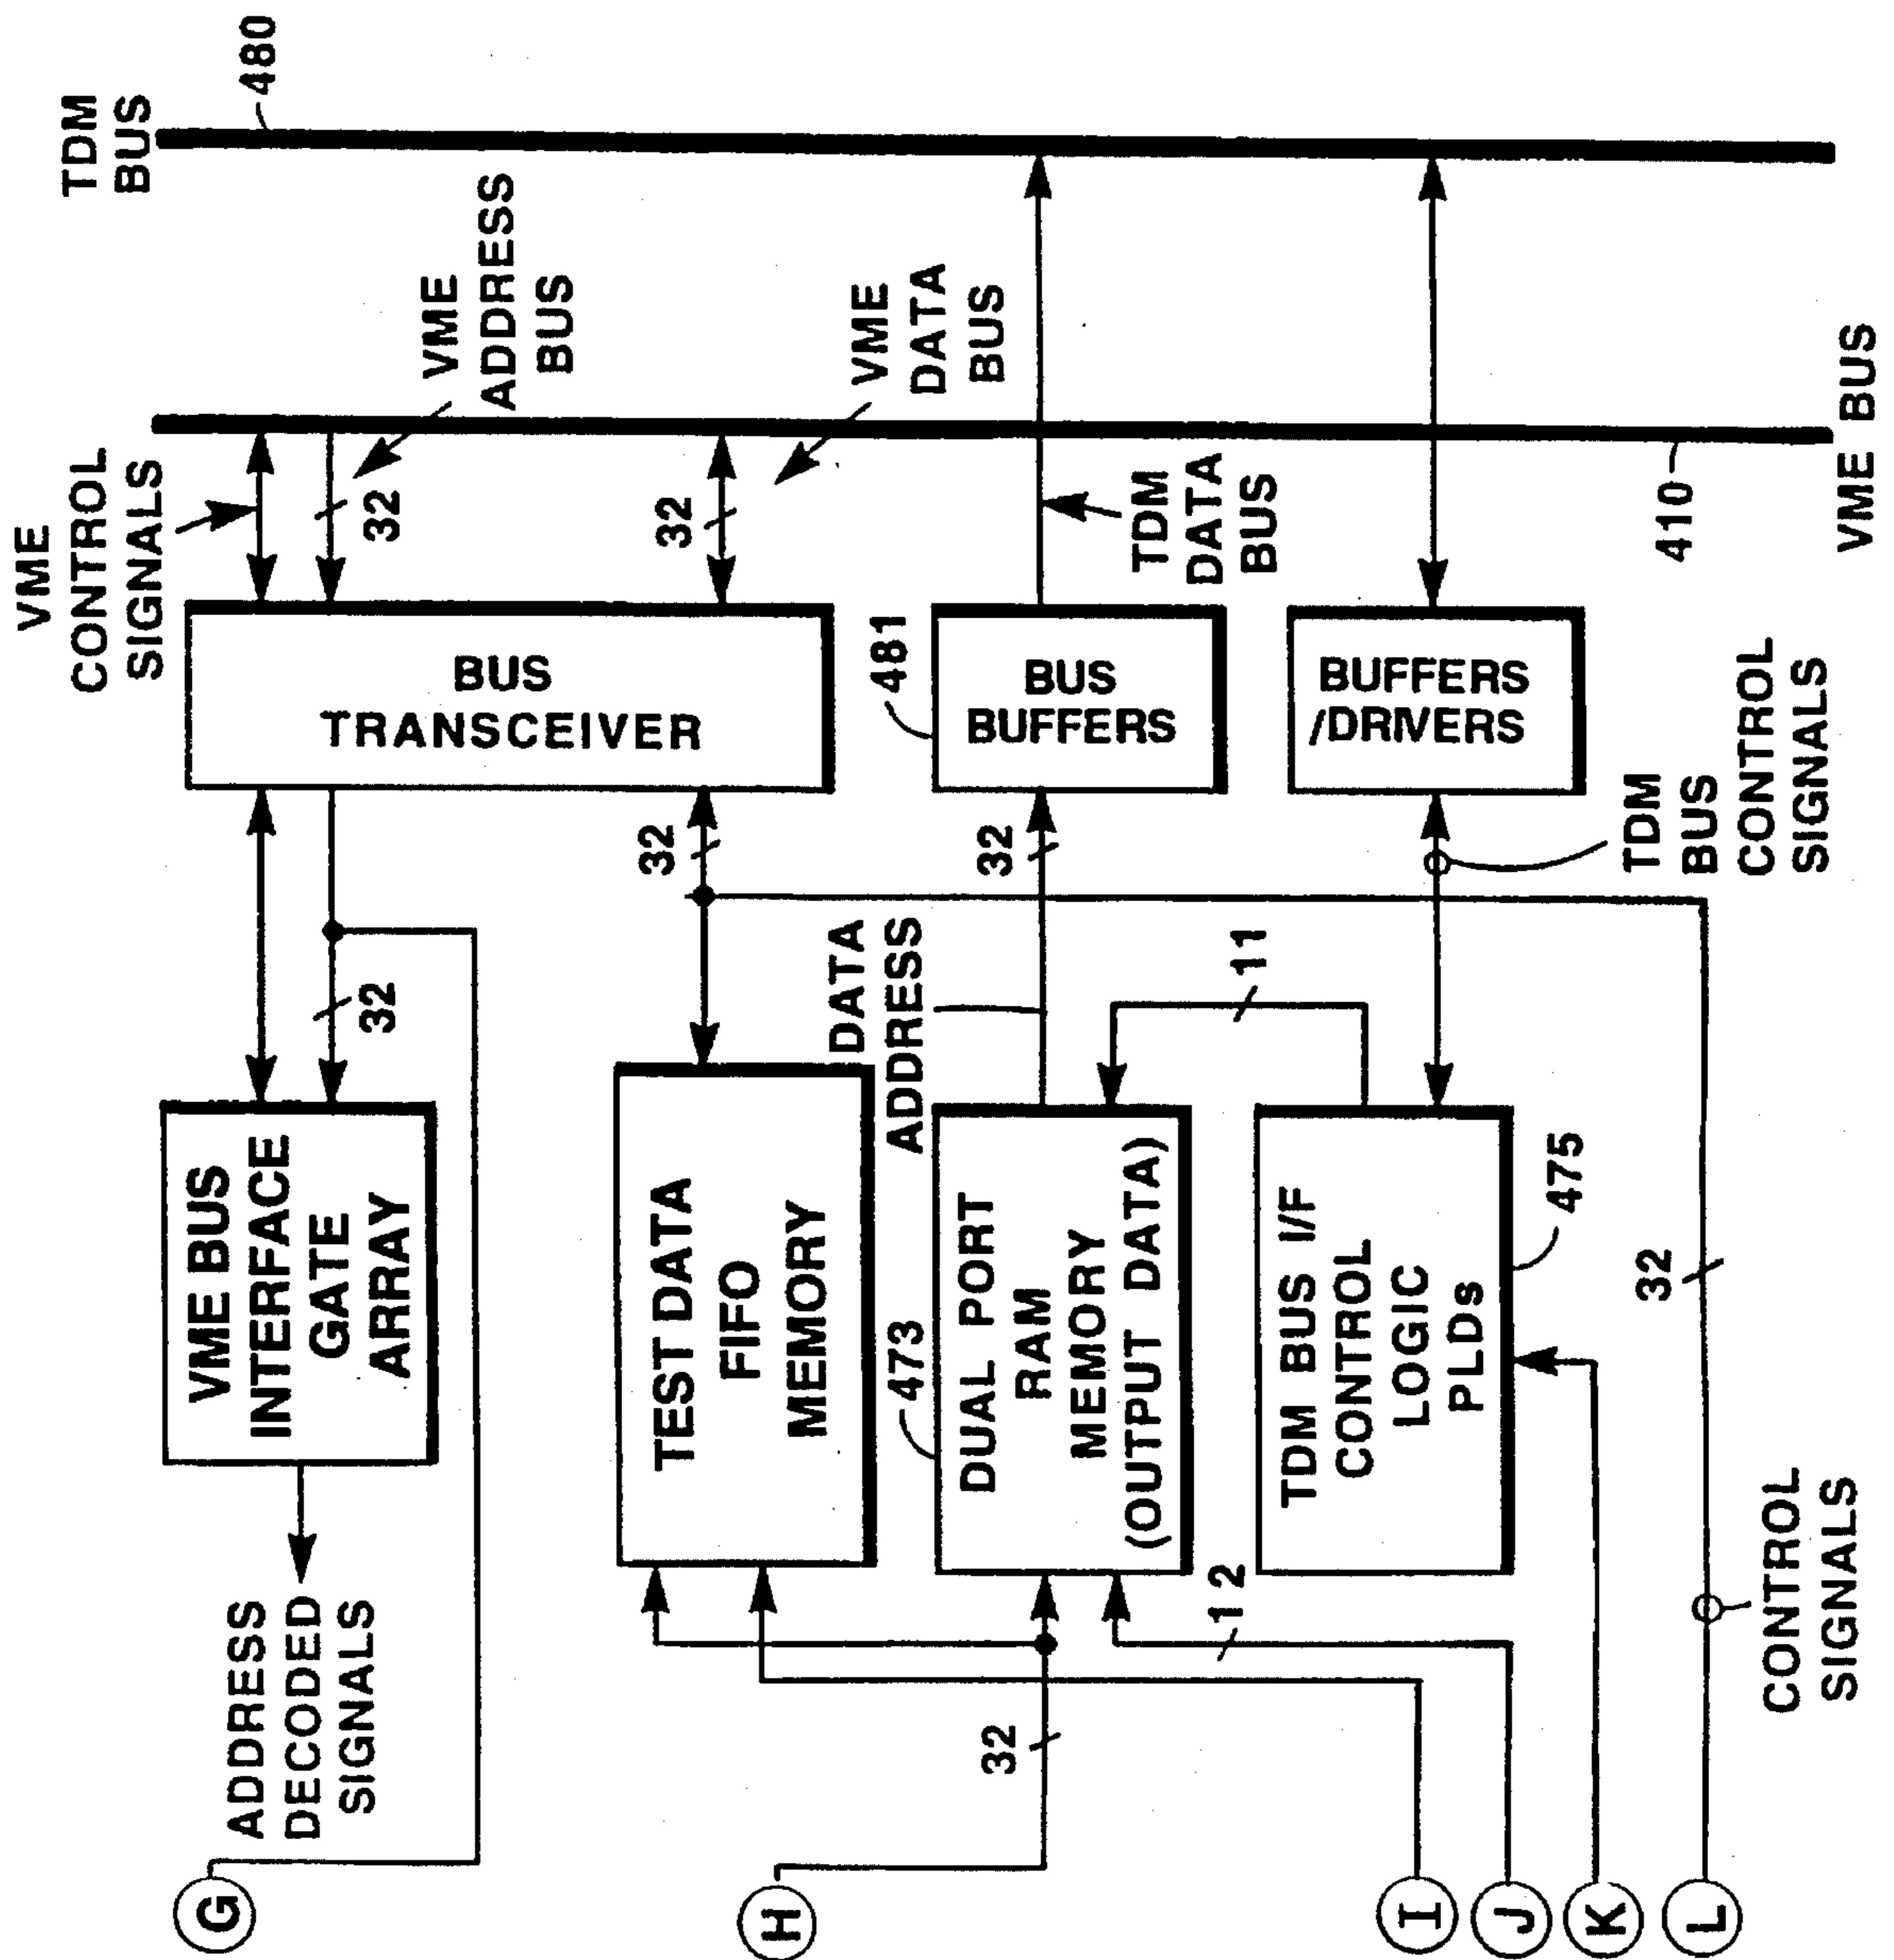 TDM
BUS
480
VME
CONTROL
SIGNALS
VME
ADDRESS
BUS
32
VME
DATA
BUS
32
BUS
TRANSCEIVER
481
BUS
BUFFERS
TDM
DATA
BUS
BUFFERS
/DRIVERS
410
VME BUS
32
32
TDM
BUS
CONTROL
SIGNALS
VME BUS
INTERFACE
GATE
ARRAY
32
TEST DATA
FIFO
MEMORY
DATA
ADDRESS
11
473
DUAL PORT
RAM
MEMORY
(OUTPUT DATA)
TDM BUS I/F
CONTROL
LOGIC
PLDs
475
32
ADDRESS
DECODED
SIGNALS
32
12
CONTROL
SIGNALS
G
H
I
J
K
L